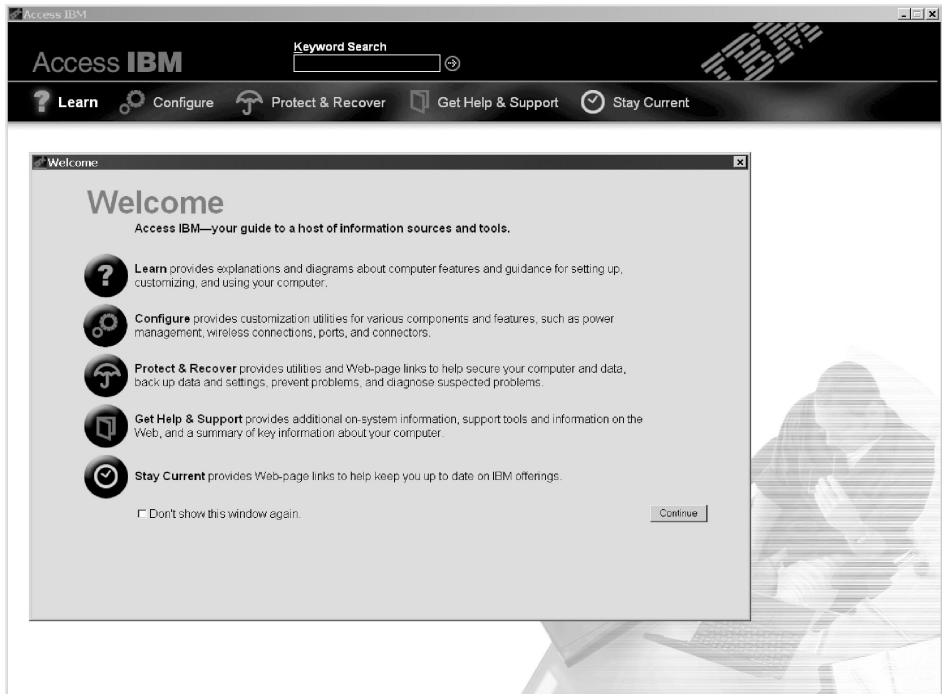 Access IBM
Keyword Search
Access IBM
IBM
Learn
Configure
Protect & Recover
Get Help & Support
Stay Current
Welcome
Welcome
Access IBM—your guide to a host of information sources and tools.
Learn provides explanations and diagrams about computer features and guidance for setting up,
customizing, and using your computer.
Configure provides customization utilities for various components and features, such as power
management, wireless connections, ports, and connectors.
Protect & Recover provides utilities and Web-page links to help secure your computer and data,
back up data and settings, prevent problems, and diagnose suspected problems.
Get Help & Support provides additional on-system information, support tools and information on the
Web, and a summary of key information about your computer.
Stay Current provides Web-page links to help keep you up to date on IBM offerings.
Don't show this window again.
Continue